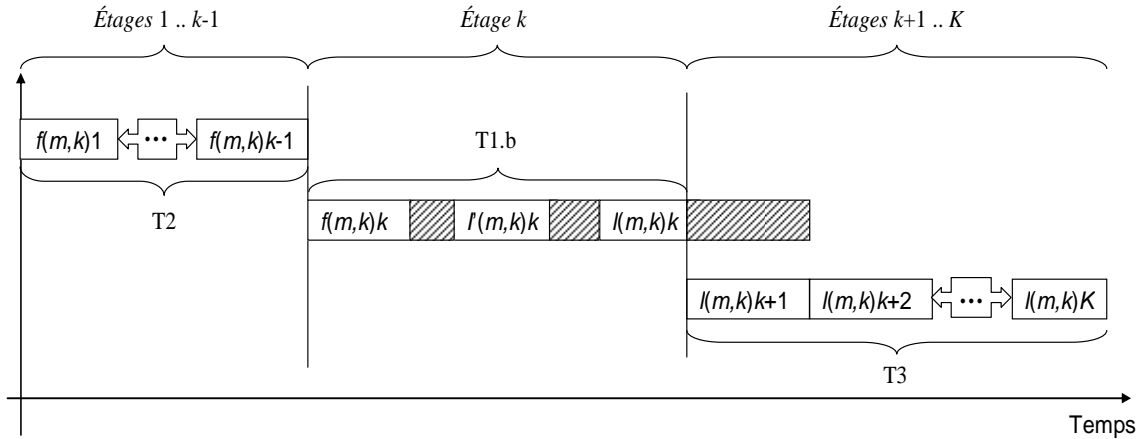 Étages 1 .. k-1
Étage k
Étages k+1 .. K
f(m,k)1 ... f(m,k)k-1
T1.b
T2
f(m,k)k l'(m,k)k l(m,k)k
l(m,k)k+1 l(m,k)k+2 ... l(m,k)K
T3
Temps